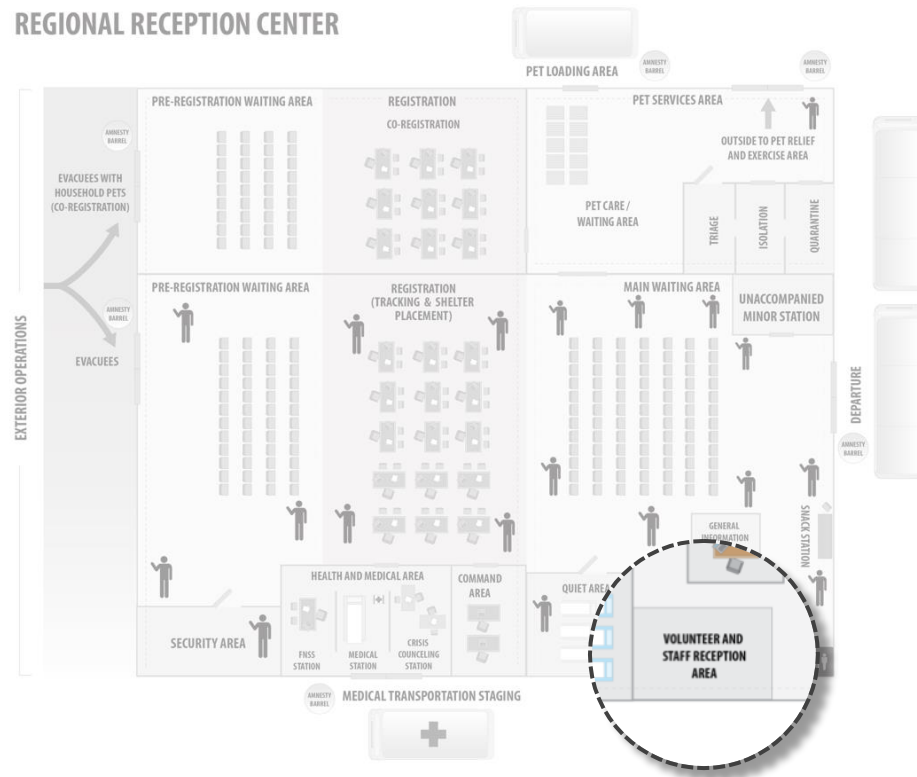 REGIONAL RECEPTION CENTER
PET LOADING AREA
AMNESTY
BARREL
AMNESTY
BARREL
PRE-REGISTRATION WAITING AREA
REGISTRATION
CO-REGISTRATION
PET SERVICES AREA
OUTSIDE TO PET RELIEF
AND EXERCISE AREA
AMNESTY
BARREL
EVACUEES WITH
HOUSEHOLD PETS
(CO-REGISTRATION)
PET CARE /
WAITING AREA
TRIAGE
ISOLATION
QUARANTINE
PRE-REGISTRATION WAITING AREA
REGISTRATION
(TRACKING & SHELTER
PLACEMENT)
MAIN WAITING AREA
UNACCOMPANIED
MINOR STATION
AMNESTY
BARREL
EVACUEES
EXTERIOR OPERATIONS
DEPARTURE
AMNESTY
BARREL
SNACK STATION
GENERAL
INFORMATION
HEALTH AND MEDICAL AREA
COMMAND
AREA
QUIET AREA
SECURITY AREA
FNSS
STATION
MEDICAL
STATION
CRISIS
COUNCELING
STATION
VOLUNTEER AND
STAFF RECEPTION
AREA
AMNESTY
BARREL
MEDICAL TRANSPORTATION STAGING